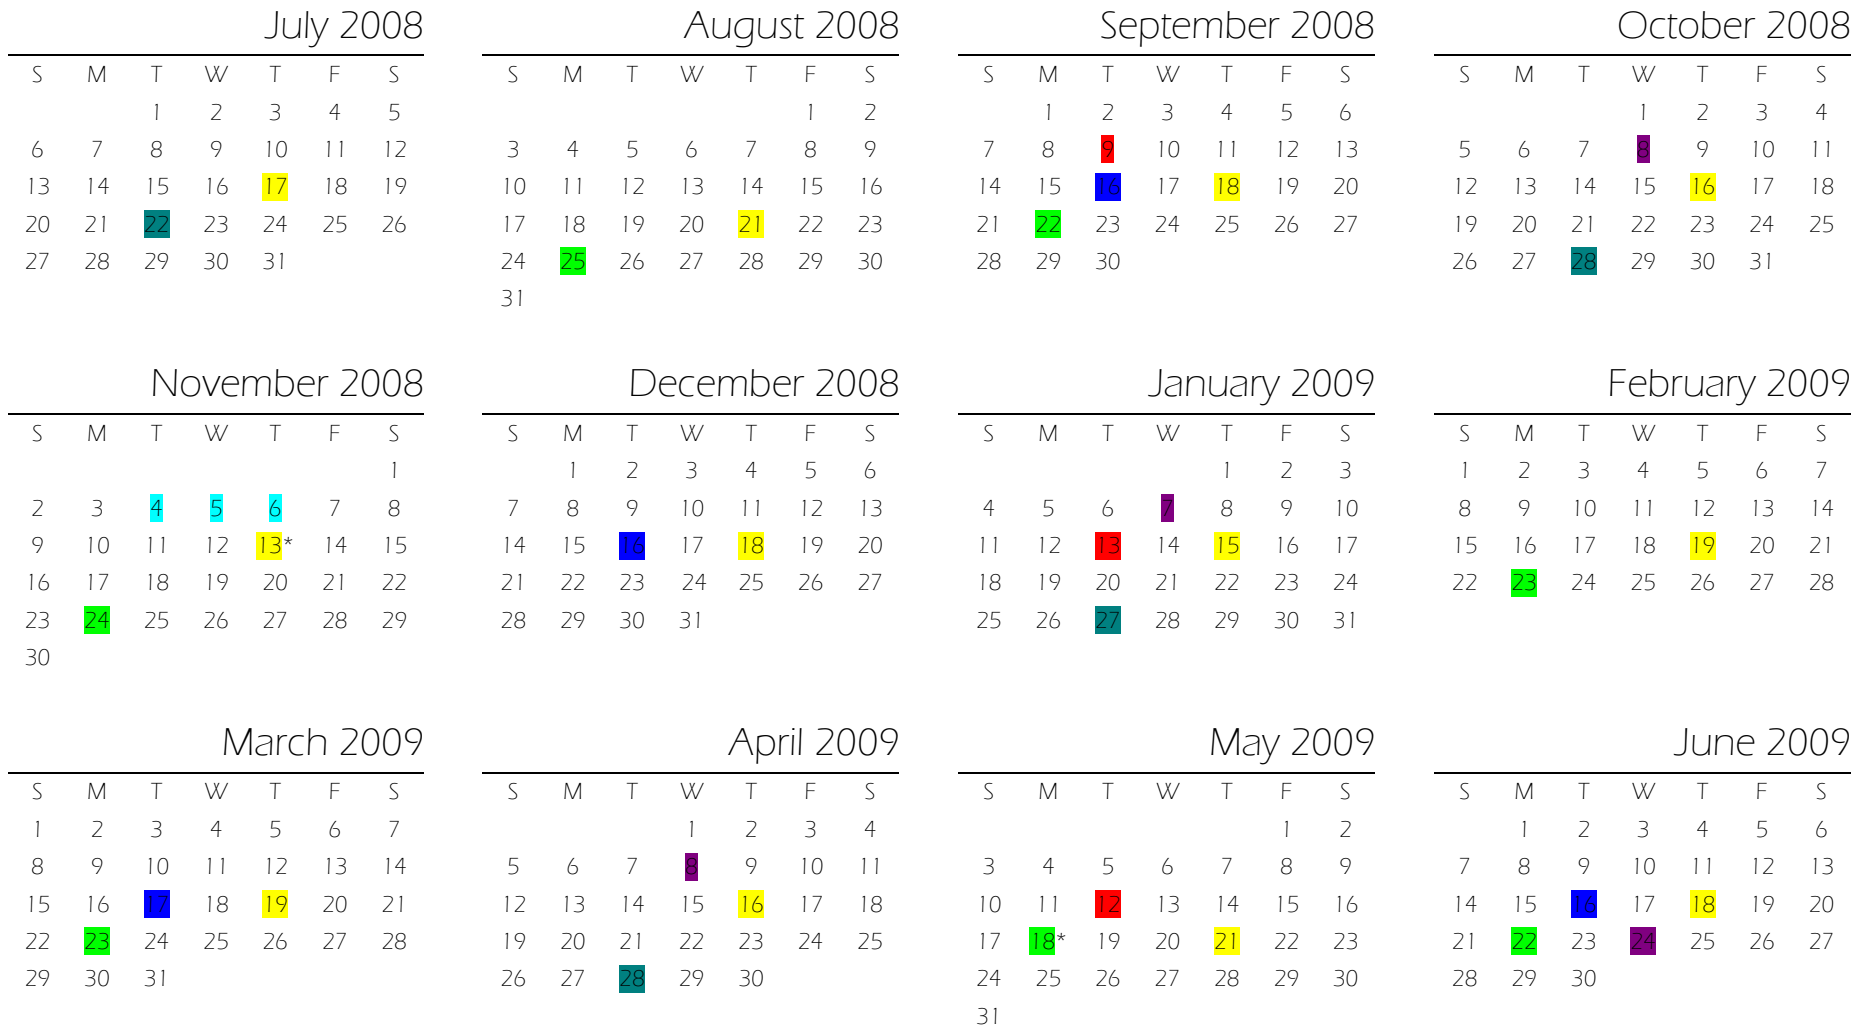 July 2008
S M T W T F S
1 2 3 4 5
6 7 8 9 10 11 12
13 14 15 16 17 18 19
20 21 22 23 24 25 26
27 28 29 30 31
August 2008
S M T W T F S
1 2
3 4 5 6 7 8 9
10 11 12 13 14 15 16
17 18 19 20 21 22 23
24 25 26 27 28 29 30
31
September 2008
S M T W T F S
1 2 3 4 5 6
7 8 9 10 11 12 13
14 15 16 17 18 19 20
21 22 23 24 25 26 27
28 29 30
October 2008
S M T W T F S
1 2 3 4
5 6 7 8 9 10 11
12 13 14 15 16 17 18
19 20 21 22 23 24 25
26 27 28 29 30 31
November 2008
S M T W T F S
1
2 3 4 5 6 7 8
9 10 11 12 13* 14 15
16 17 18 19 20 21 22
23 24 25 26 27 28 29
30
December 2008
S M T W T F S
1 2 3 4 5 6
7 8 9 10 11 12 13
14 15 16 17 18 19 20
21 22 23 24 25 26 27
28 29 30 31
January 2009
S M T W T F S
1 2 3
4 5 6 7 8 9 10
11 12 13 14 15 16 17
18 19 20 21 22 23 24
25 26 27 28 29 30 31
February 2009
S M T W T F S
1 2 3 4 5 6 7
8 9 10 11 12 13 14
15 16 17 18 19 20 21
22 23 24 25 26 27 28
March 2009
S M T W T F S
1 2 3 4 5 6 7
8 9 10 11 12 13 14
15 16 17 18 19 20 21
22 23 24 25 26 27 28
29 30 31
April 2009
S M T W T F S
1 2 3 4
5 6 7 8 9 10 11
12 13 14 15 16 17 18
19 20 21 22 23 24 25
26 27 28 29 30
May 2009
S M T W T F S
1 2
3 4 5 6 7 8 9
10 11 12 13 14 15 16
17 18* 19 20 21 22 23
24 25 26 27 28 29 30
31
June 2009
S M T W T F S
1 2 3 4 5 6
7 8 9 10 11 12 13
14 15 16 17 18 19 20
21 22 23 24 25 26 27
28 29 30